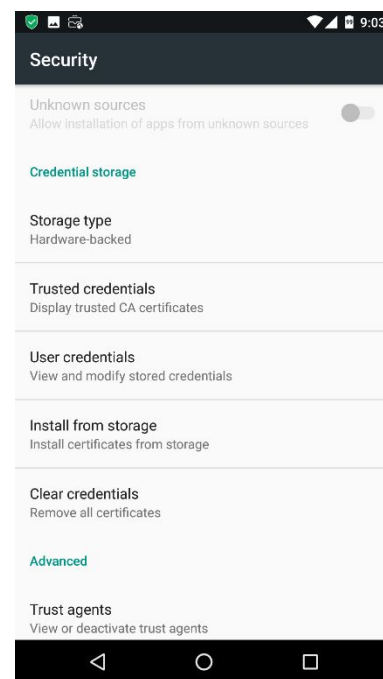 9:03
Security
Unknown sources
Allow installation of apps from unknown sources
Credential storage
Storage type
Hardware-backed
Trusted credentials
Display trusted CA certificates
User credentials
View and modify stored credentials
Install from storage
Install certificates from storage
Clear credentials
Remove all certificates
Advanced
Trust agents
View or deactivate trust agents